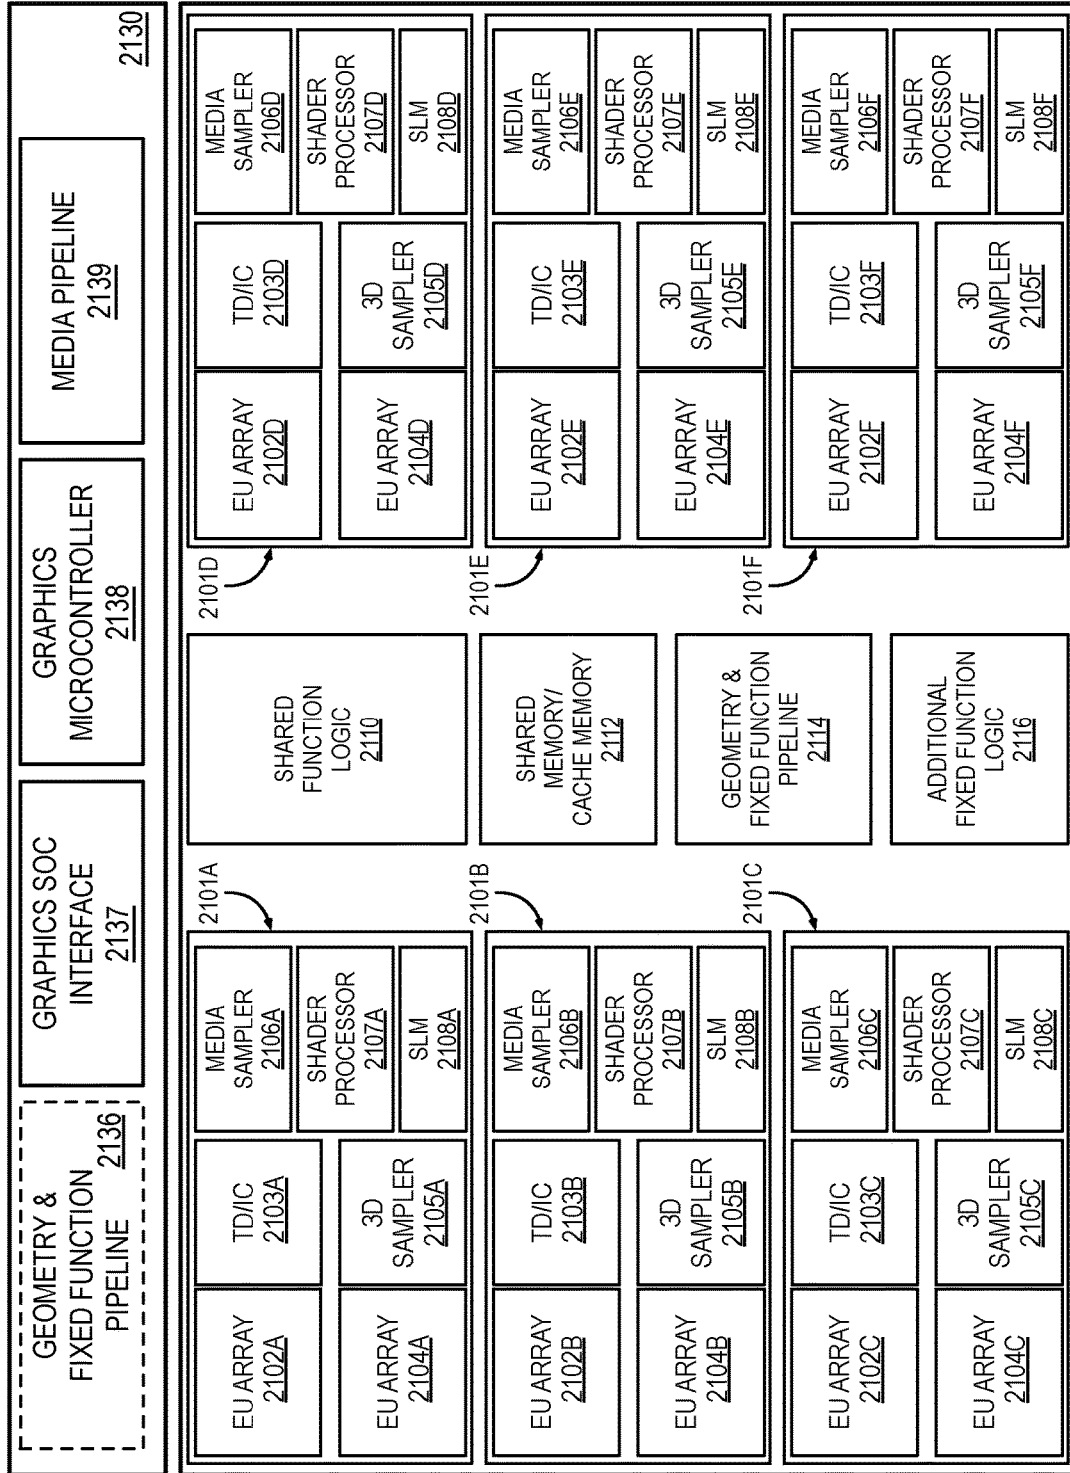 GEOMETRY &
FIXED FUNCTION
PIPELINE
2136
GRAPHICS SOC
INTERFACE
2137
GRAPHICS
MICROCONTROLLER
2138
MEDIA PIPELINE
2139
2130
EU ARRAY
2102A
TD/IC
2103A
MEDIA
SAMPLER
2106A
SHADER
PROCESSOR
2107A
EU ARRAY
2104A
3D
SAMPLER
2105A
SLM
2108A
2101A
EU ARRAY
2102B
TD/IC
2103B
MEDIA
SAMPLER
2106B
SHADER
PROCESSOR
2107B
EU ARRAY
2104B
3D
SAMPLER
2105B
SLM
2108B
2101B
EU ARRAY
2102C
TD/IC
2103C
MEDIA
SAMPLER
2106C
SHADER
PROCESSOR
2107C
EU ARRAY
2104C
3D
SAMPLER
2105C
SLM
2108C
2101C
SHARED
FUNCTION
LOGIC
2110
SHARED
MEMORY/
CACHE MEMORY
2112
GEOMETRY &
FIXED FUNCTION
PIPELINE
2114
ADDITIONAL
FIXED FUNCTION
LOGIC
2116
2101D
EU ARRAY
2102D
TD/IC
2103D
MEDIA
SAMPLER
2106D
SHADER
PROCESSOR
2107D
EU ARRAY
2104D
3D
SAMPLER
2105D
SLM
2108D
2101E
EU ARRAY
2102E
TD/IC
2103E
MEDIA
SAMPLER
2106E
SHADER
PROCESSOR
2107E
EU ARRAY
2104E
3D
SAMPLER
2105E
SLM
2108E
2101F
EU ARRAY
2102F
TD/IC
2103F
MEDIA
SAMPLER
2106F
SHADER
PROCESSOR
2107F
EU ARRAY
2104F
3D
SAMPLER
2105F
SLM
2108F